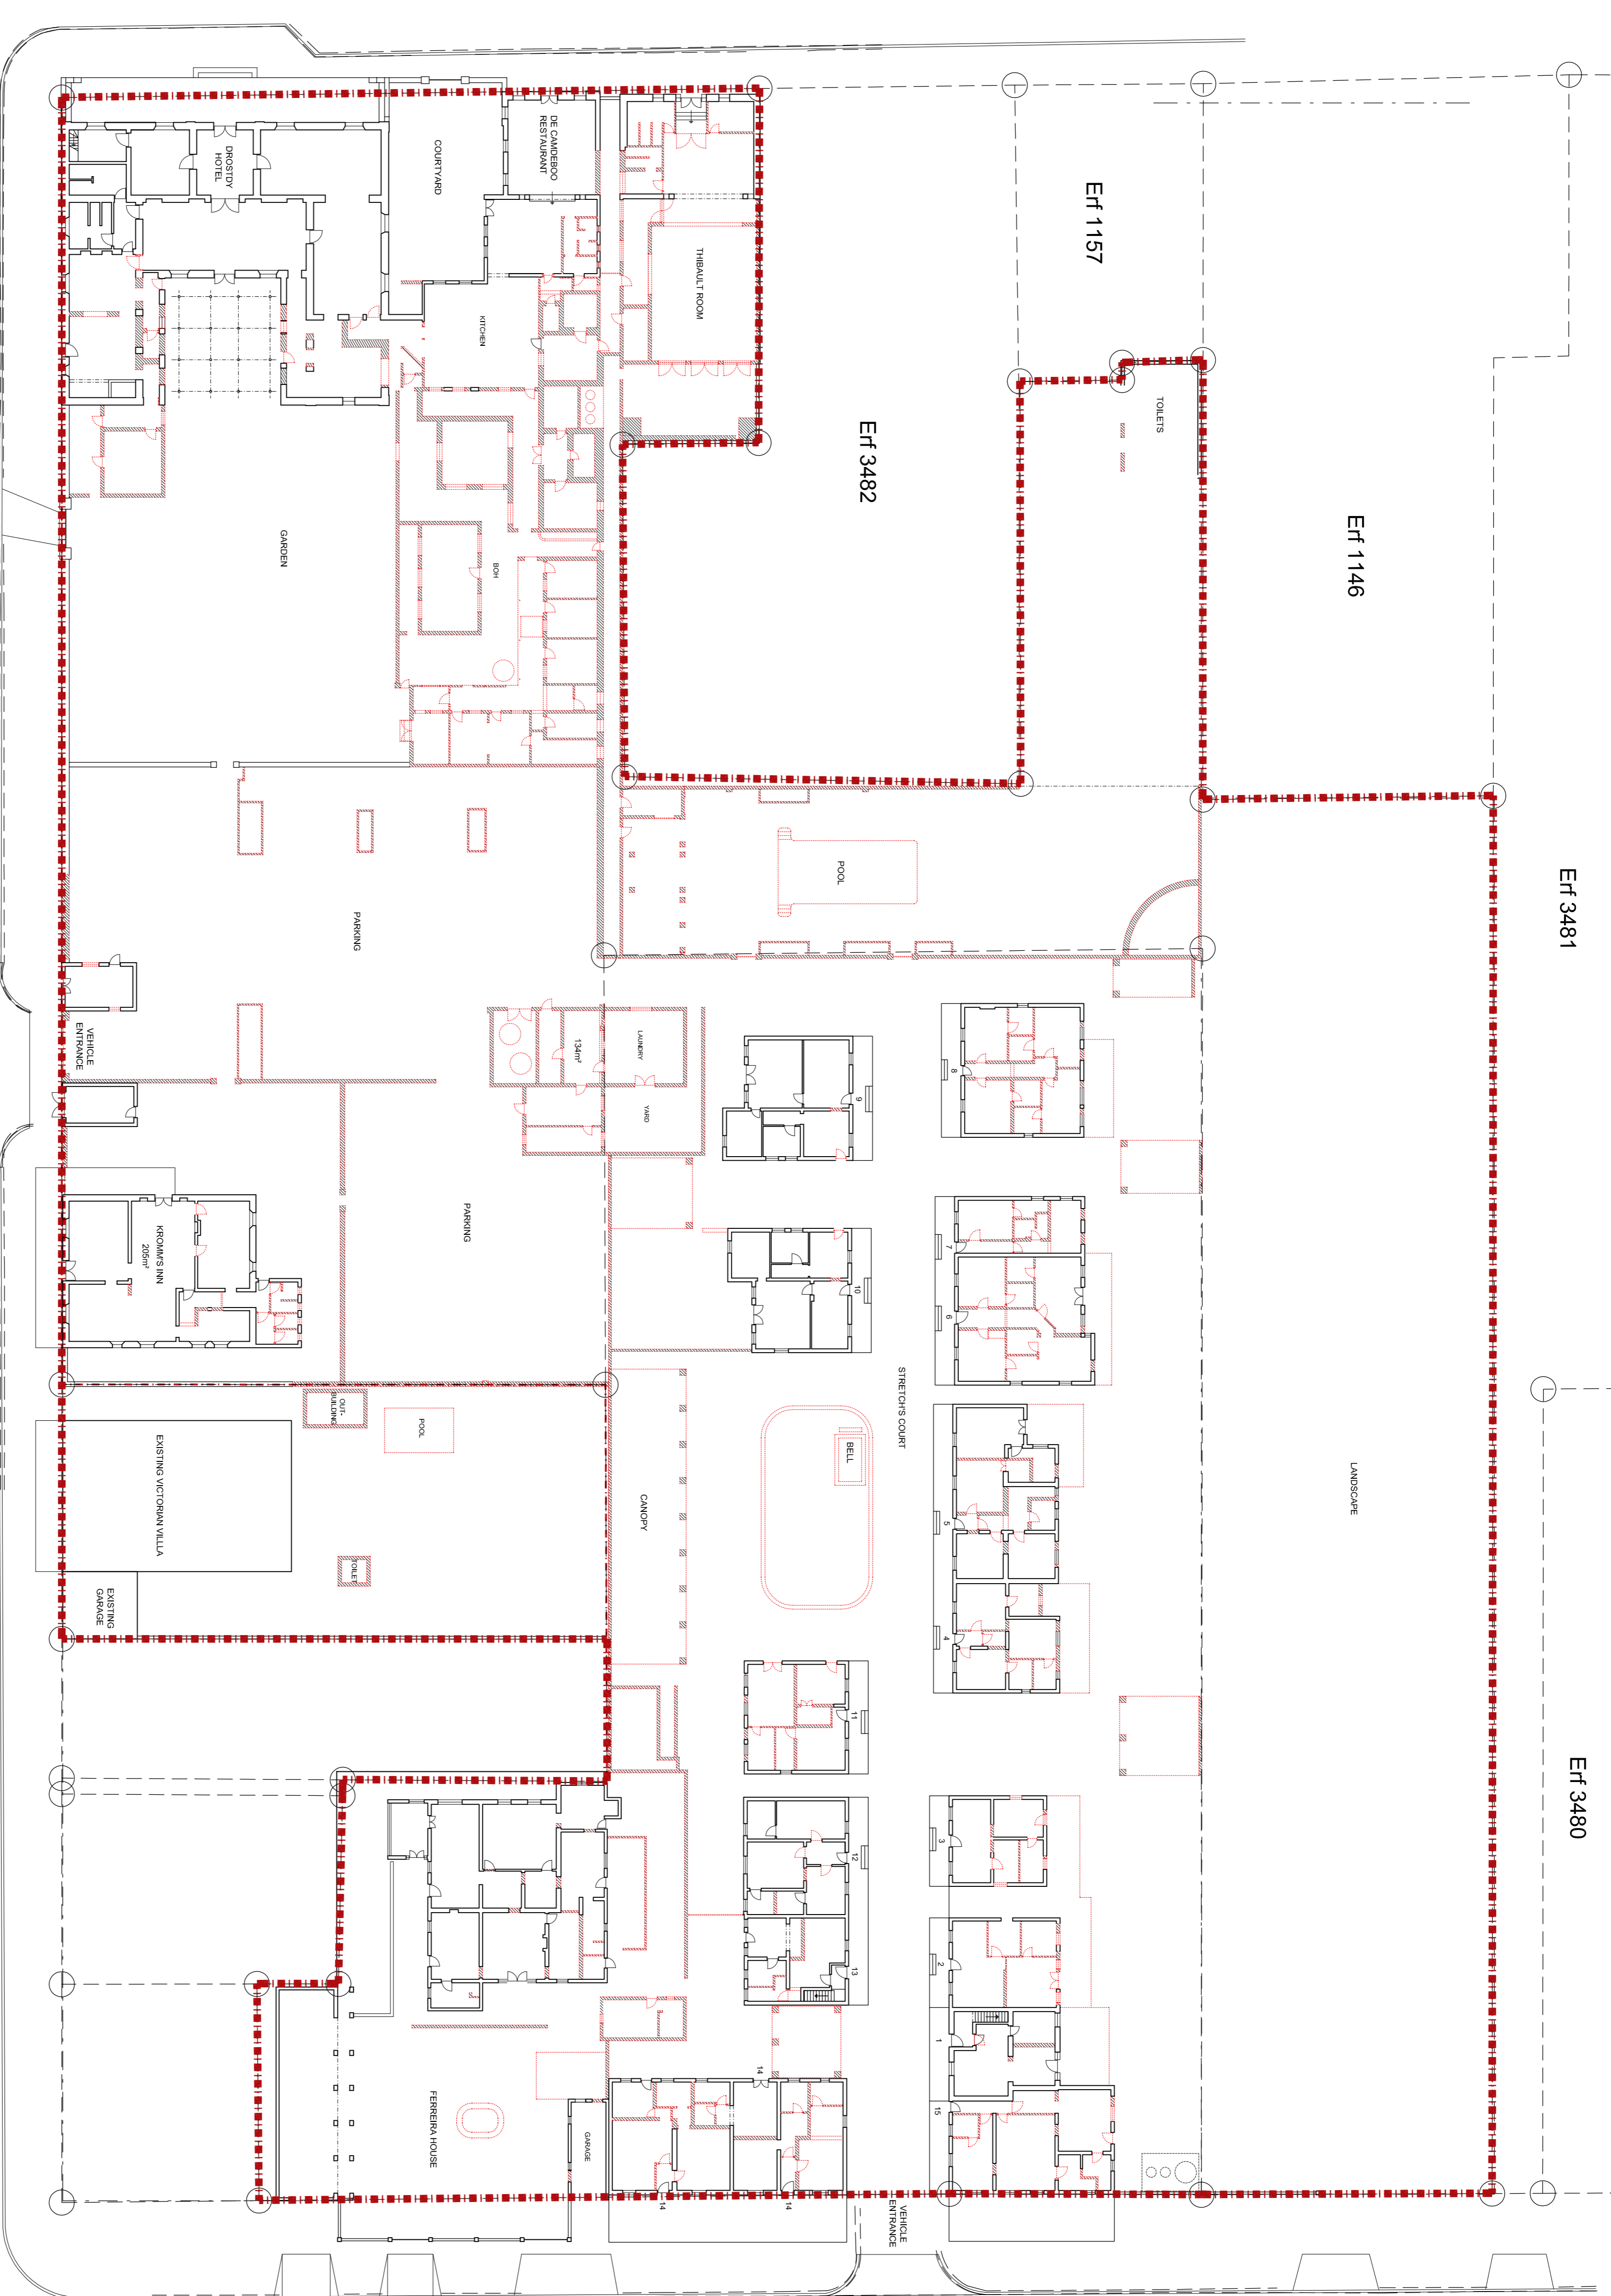 Erf 1157
Erf 1146
Erf 3482
Erf 3481
Erf 3480
DROSTDY
HOTEL
COURTYARD
DE CAMDEBOO
RESTAURANT
THIBAULT ROOM
TOILETS
KITCHEN
GARDEN
BOH
PARKING
POOL
VEHICLE
ENTRANCE
LAUNDRY
134m²
YARD
9
8
KROMM'S INN
205m²
PARKING
10
7
6
STRETCH'S COURT
OUT-
BUILDING
POOL
EXISTING VICTORIAN VILLLA
TOILET
EXISTING
GARAGE
CANOPY
BELL
5
4
LANDSCAPE
11
12
13
3
2
1
15
14
14
14
FERREIRA HOUSE
GARAGE
VEHICLE
ENTRANCE